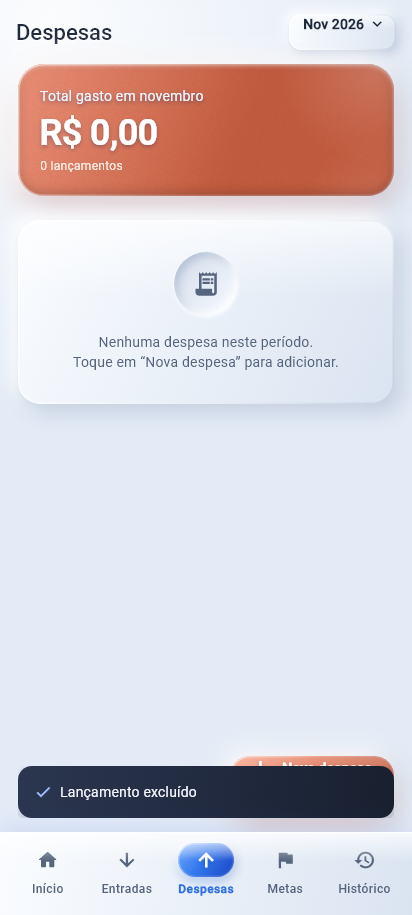 Despesas
Nov 2026
Total gasto em novembro
R$ 0,00
0 lançamentos
Nenhuma despesa neste período.
Toque em “Nova despesa” para adicionar.
Lançamento excluído
Início
Entradas
Despesas
Metas
Histórico